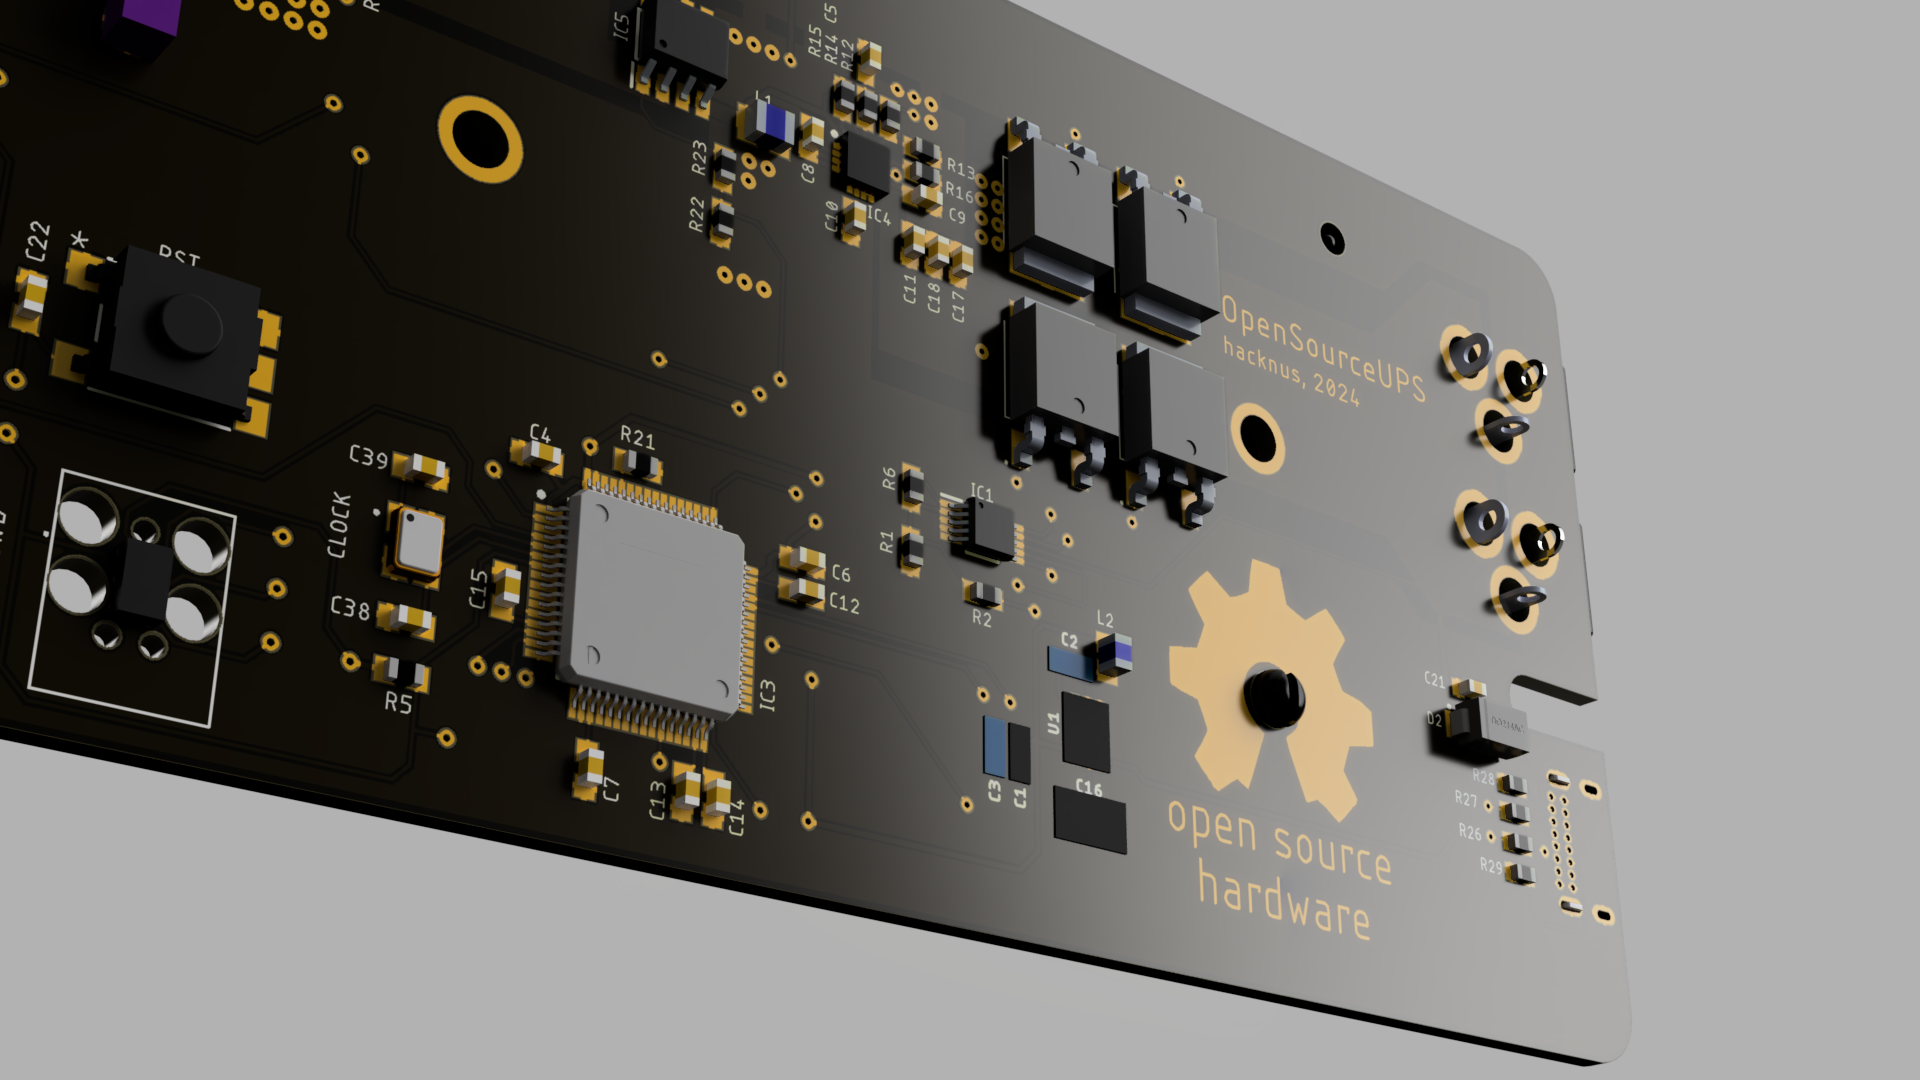 IC5
R15
R14
R12
C5
L1
C8
R23
R22
C10
IC4
R13
R16
C9
C11
C18
C17
C22
*
RST
OpenSourceUPS
hacknus, 2024
C39
C4
R21
CLOCK
C38
R5
C15
IC3
C6
C12
R6
R1
IC1
R2
C2
L2
U1
C3
C1
C16
C7
C13
C14
C21
D2
R28
R27
R26
R29
open source
hardware